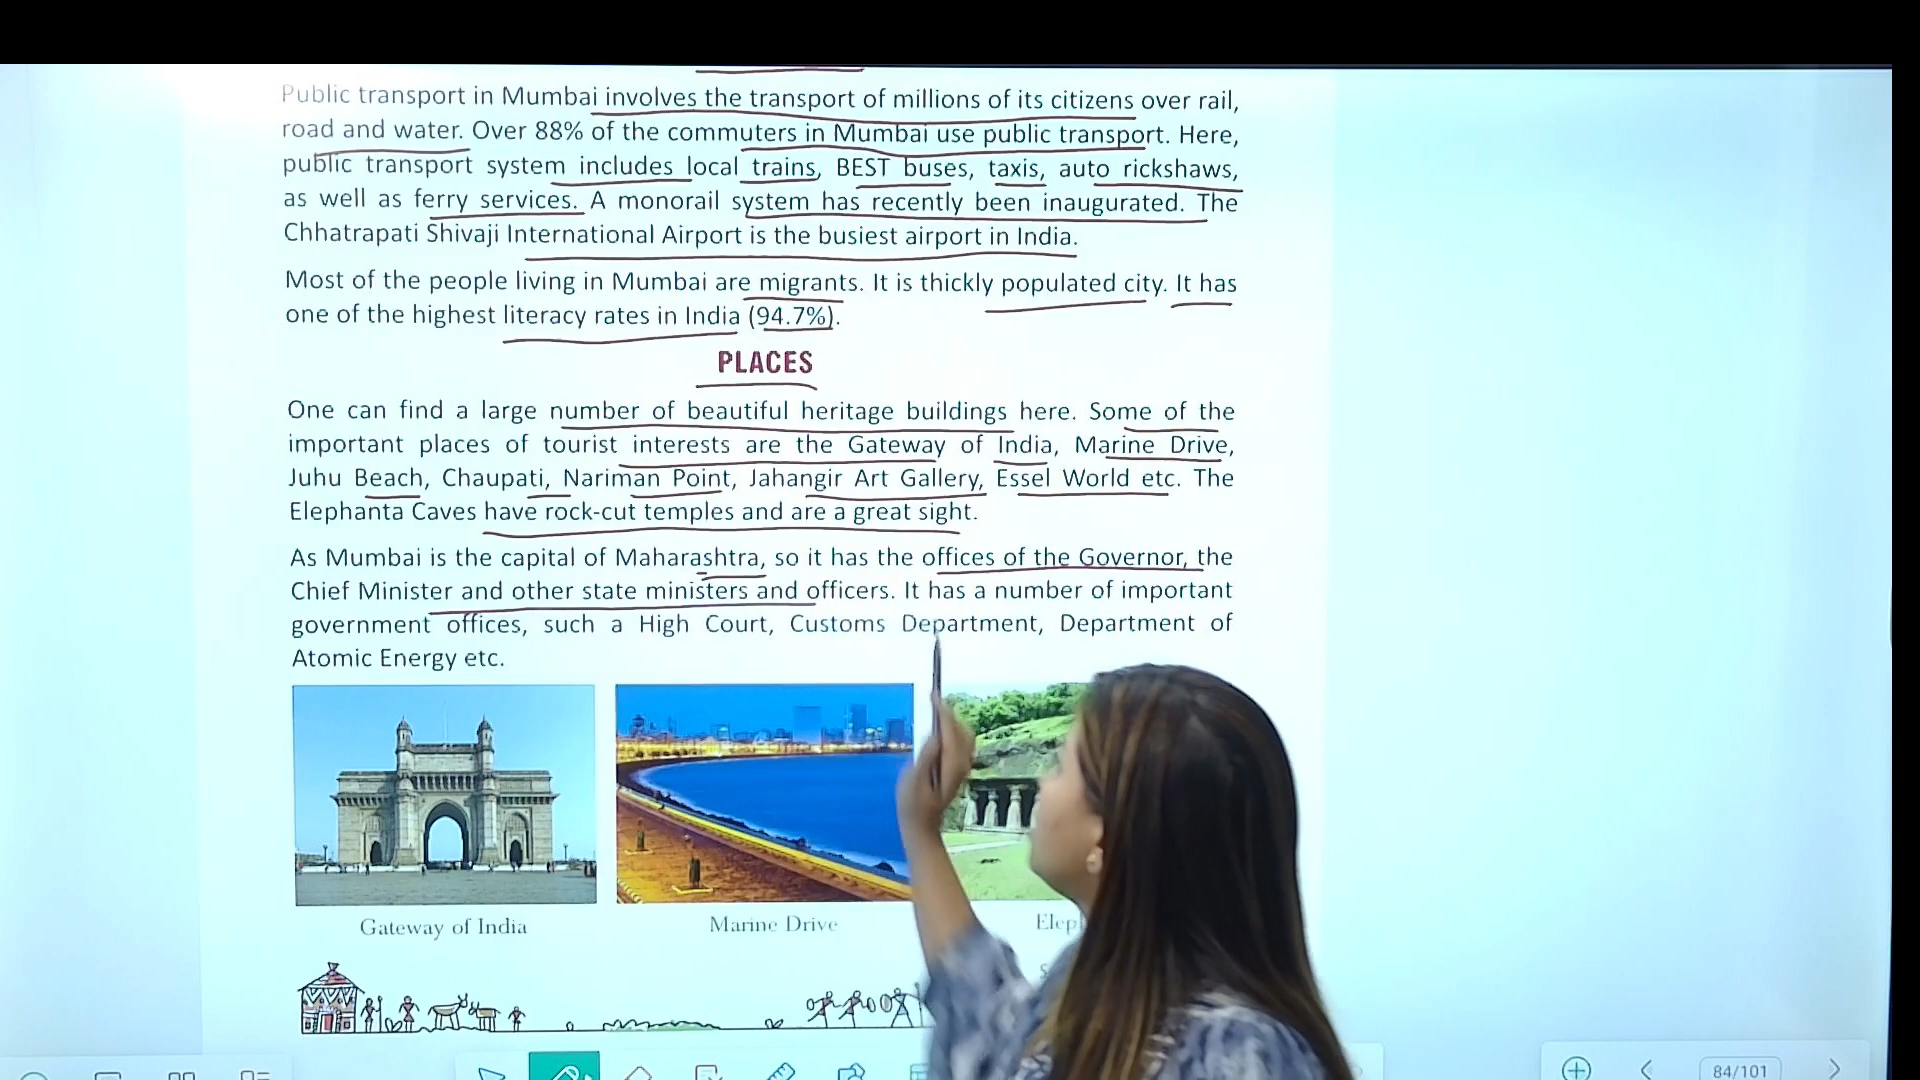 Public transport in Mumbai involves the transport of millions of its citizens over rail,
road and water. Over 88% of the commuters in Mumbai use public transport. Here,
public transport system includes local trains, BEST buses, taxis, auto rickshaws,
as well as ferry services. A monorail system has recently been inaugurated. The
Chhatrapati Shivaji International Airport is the busiest airport in India.
Most of the people living in Mumbai are migrants. It is thickly populated city. It has
one of the highest literacy rates in India (94.7%).
PLACES
One can find a large number of beautiful heritage buildings here. Some of the
important places of tourist interests are the Gateway of India, Marine Drive,
Juhu Beach, Chaupati, Nariman Point, Jahangir Art Gallery, Essel World etc. The
Elephanta Caves have rock-cut temples and are a great sight.
As Mumbai is the capital of Maharashtra, so it has the offices of the Governor, the
Chief Minister and other state ministers and officers. It has a number of important
government offices, such a High Court, Customs Department, Department of
Atomic Energy etc.
Gateway of India
Marine Drive
84/101